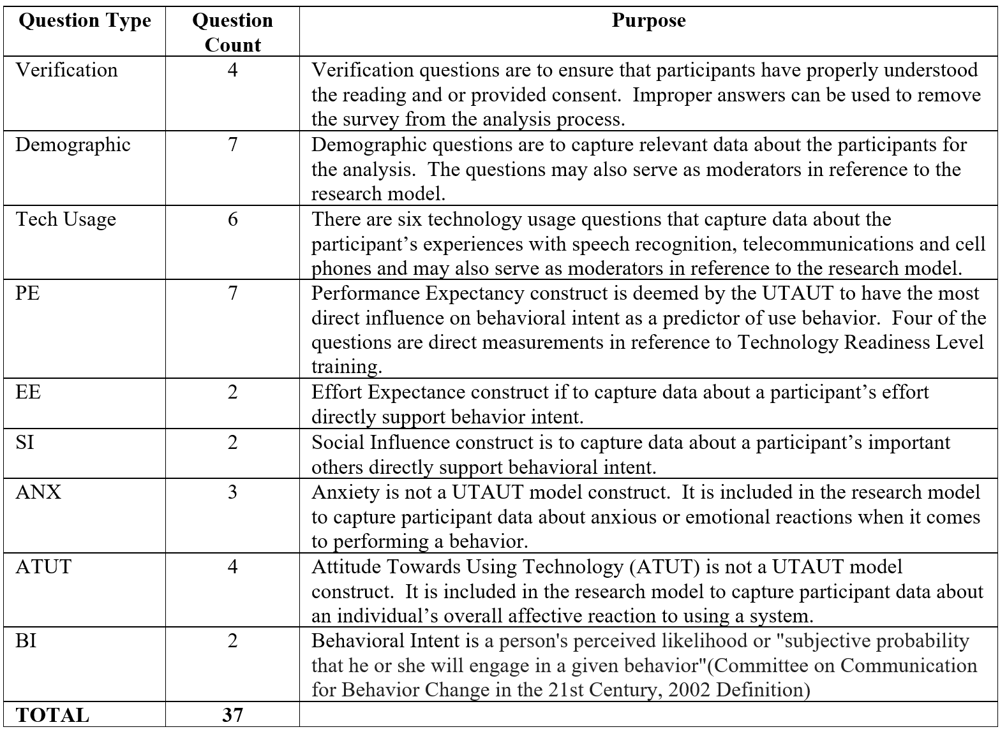 Question Type Question Purpose
Count
Verification 4 Verification questions are to ensure that participants have properly understood
the reading and or provided consent.  Improper answers can be used to remove
the survey from the analysis process.
Demographic 7 Demographic questions are to capture relevant data about the participants for
the analysis.  The questions may also serve as moderators in reference to the
research model.
Tech Usage 6 There are six technology usage questions that capture data about the
participant’s experiences with speech recognition, telecommunications and cell
phones and may also serve as moderators in reference to the research model.
PE 7 Performance Expectancy construct is deemed by the UTAUT to have the most
direct influence on behavioral intent as a predictor of use behavior.  Four of the
questions are direct measurements in reference to Technology Readiness Level
training.
EE 2 Effort Expectance construct if to capture data about a participant’s effort
directly support behavior intent.
SI 2 Social Influence construct is to capture data about a participant’s important
others directly support behavioral intent.
ANX 3 Anxiety is not a UTAUT model construct.  It is included in the research model
to capture participant data about anxious or emotional reactions when it comes
to performing a behavior.
ATUT 4 Attitude Towards Using Technology (ATUT) is not a UTAUT model
construct.  It is included in the research model to capture participant data about
an individual’s overall affective reaction to using a system.
BI 2 Behavioral Intent is a person's perceived likelihood or "subjective probability
that he or she will engage in a given behavior"(Committee on Communication
for Behavior Change in the 21st Century, 2002 Definition)
TOTAL 37